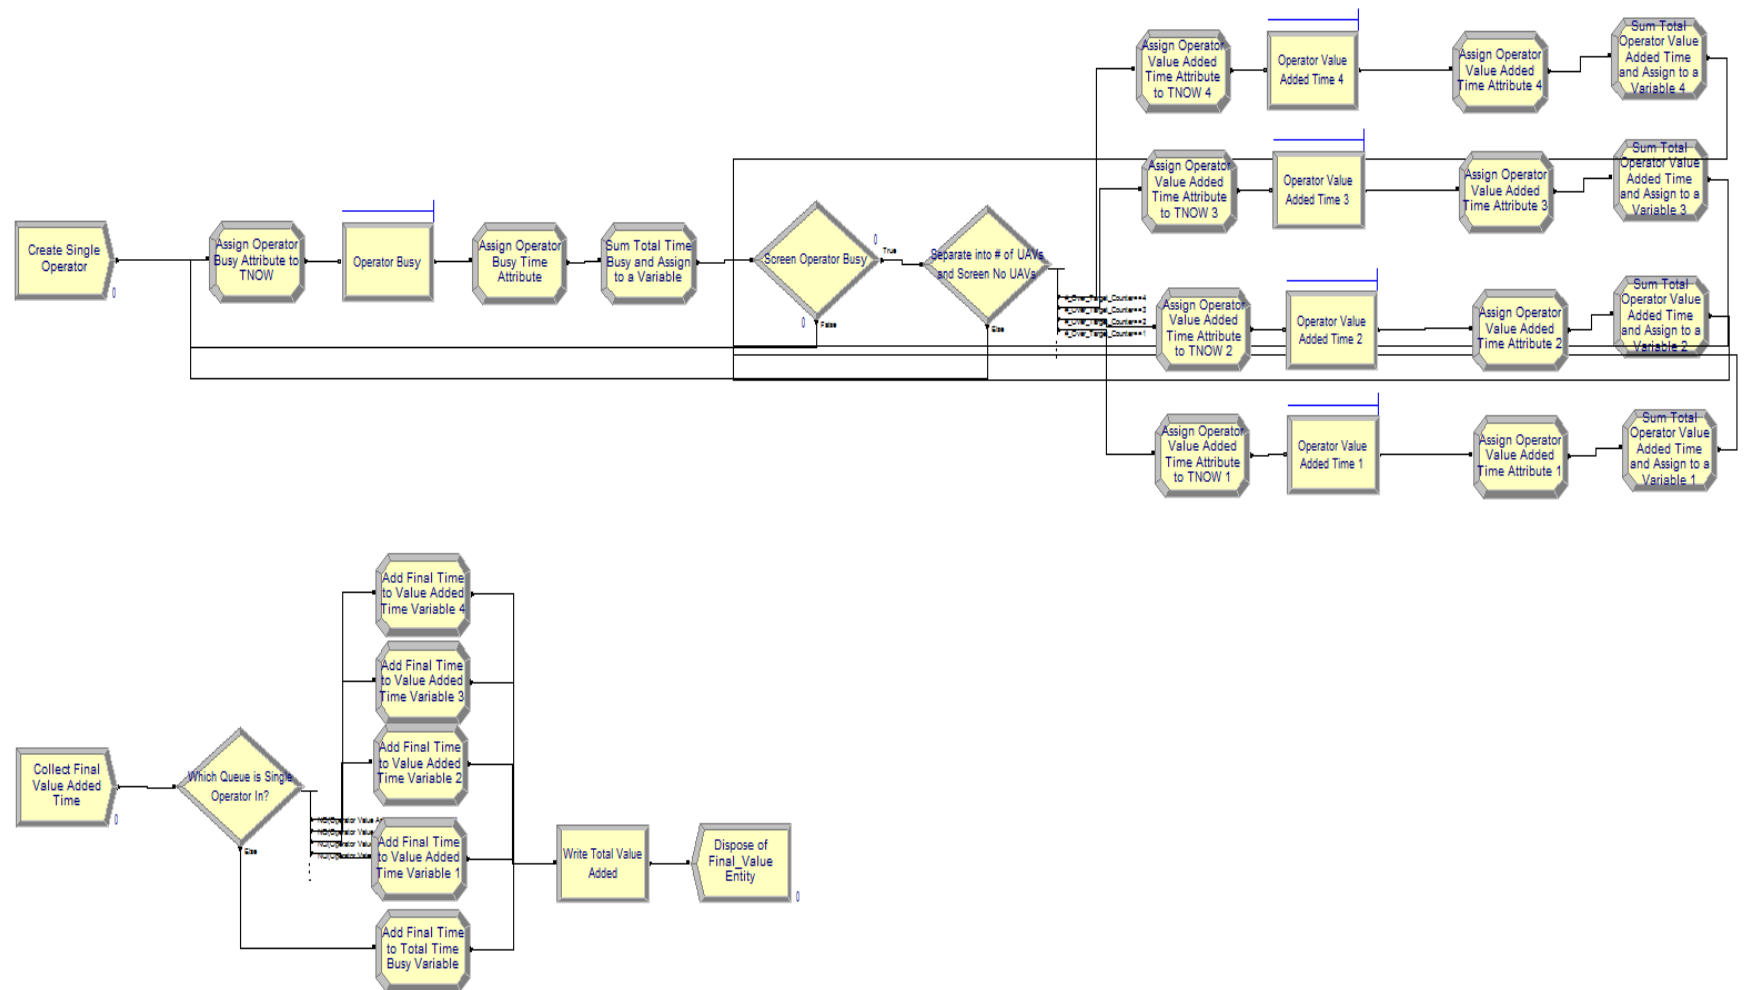 Assign Operator
Value Added
Time Attribute
to TNOW 4
Operator Value
Added Time 4
Assign Operator
Value Added
Time Attribute 4
Sum Total
Operator Value
Added Time
and Assign to a
Variable 4
Assign Operator
Value Added
Time Attribute
to TNOW 3
Operator Value
Added Time 3
Assign Operator
Value Added
Time Attribute 3
Sum Total
Operator Value
Added Time
and Assign to a
Variable 3
Create Single
Operator
0
Assign Operator
Busy Attribute to
TNOW
Operator Busy
Assign Operator
Busy Time
Attribute
Sum Total Time
Busy and Assign
to a Variable
Screen Operator Busy
0
True
0
False
Separate into # of UAVs
and Screen No UAVs
Else
#_Over_Target_Counter==4
#_Over_Target_Counter==3
#_Over_Target_Counter==2
#_Over_Target_Counter==1
Assign Operator
Value Added
Time Attribute
to TNOW 2
Operator Value
Added Time 2
Assign Operator
Value Added
Time Attribute 2
Sum Total
Operator Value
Added Time
and Assign to a
Variable 2
Assign Operator
Value Added
Time Attribute
to TNOW 1
Operator Value
Added Time 1
Assign Operator
Value Added
Time Attribute 1
Sum Total
Operator Value
Added Time
and Assign to a
Variable 1
Collect Final
Value Added
Time
0
Which Queue is Single
Operator In?
Else
Add Final Time
to Value Added
Time Variable 4
Add Final Time
to Value Added
Time Variable 3
Add Final Time
to Value Added
Time Variable 2
Add Final Time
to Value Added
Time Variable 1
Add Final Time
to Total Time
Busy Variable
Write Total Value
Added
Dispose of
Final_Value
Entity
0